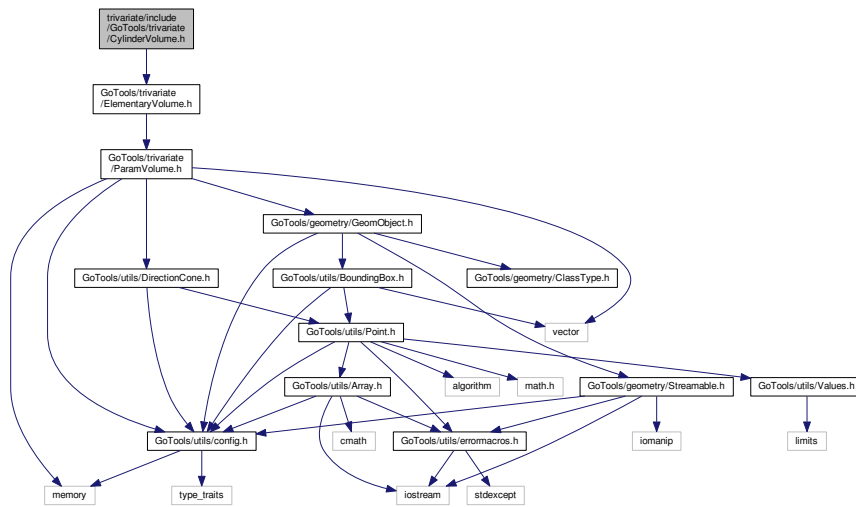 trivariate/include
/GoTools/trivariate
/CylinderVolume.h
GoTools/trivariate
/ElementaryVolume.h
GoTools/trivariate
/ParamVolume.h
GoTools/geometry/GeomObject.h
GoTools/utils/DirectionCone.h
GoTools/utils/BoundingBox.h
GoTools/geometry/ClassType.h
GoTools/utils/Point.h
vector
GoTools/utils/Array.h
algorithm
math.h
GoTools/geometry/Streamable.h
GoTools/utils/Values.h
GoTools/utils/config.h
cmath
GoTools/utils/errormacros.h
iomanip
limits
memory
type_traits
iostream
stdexcept